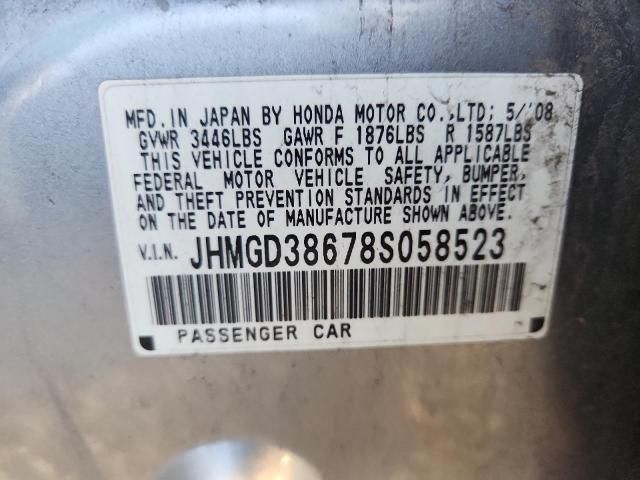 MFD. IN JAPAN BY HONDA MOTOR CO.,LTD; 5/'08
GVWR 3446LBS GAWR F 1876LBS R 1587LBS
THIS VEHICLE CONFORMS TO ALL APPLICABLE
FEDERAL MOTOR VEHICLE SAFETY, BUMPER,
AND THEFT PREVENTION STANDARDS IN EFFECT
ON THE DATE OF MANUFACTURE SHOWN ABOVE.
V.I.N. JHMGD38678S058523
PASSENGER CAR